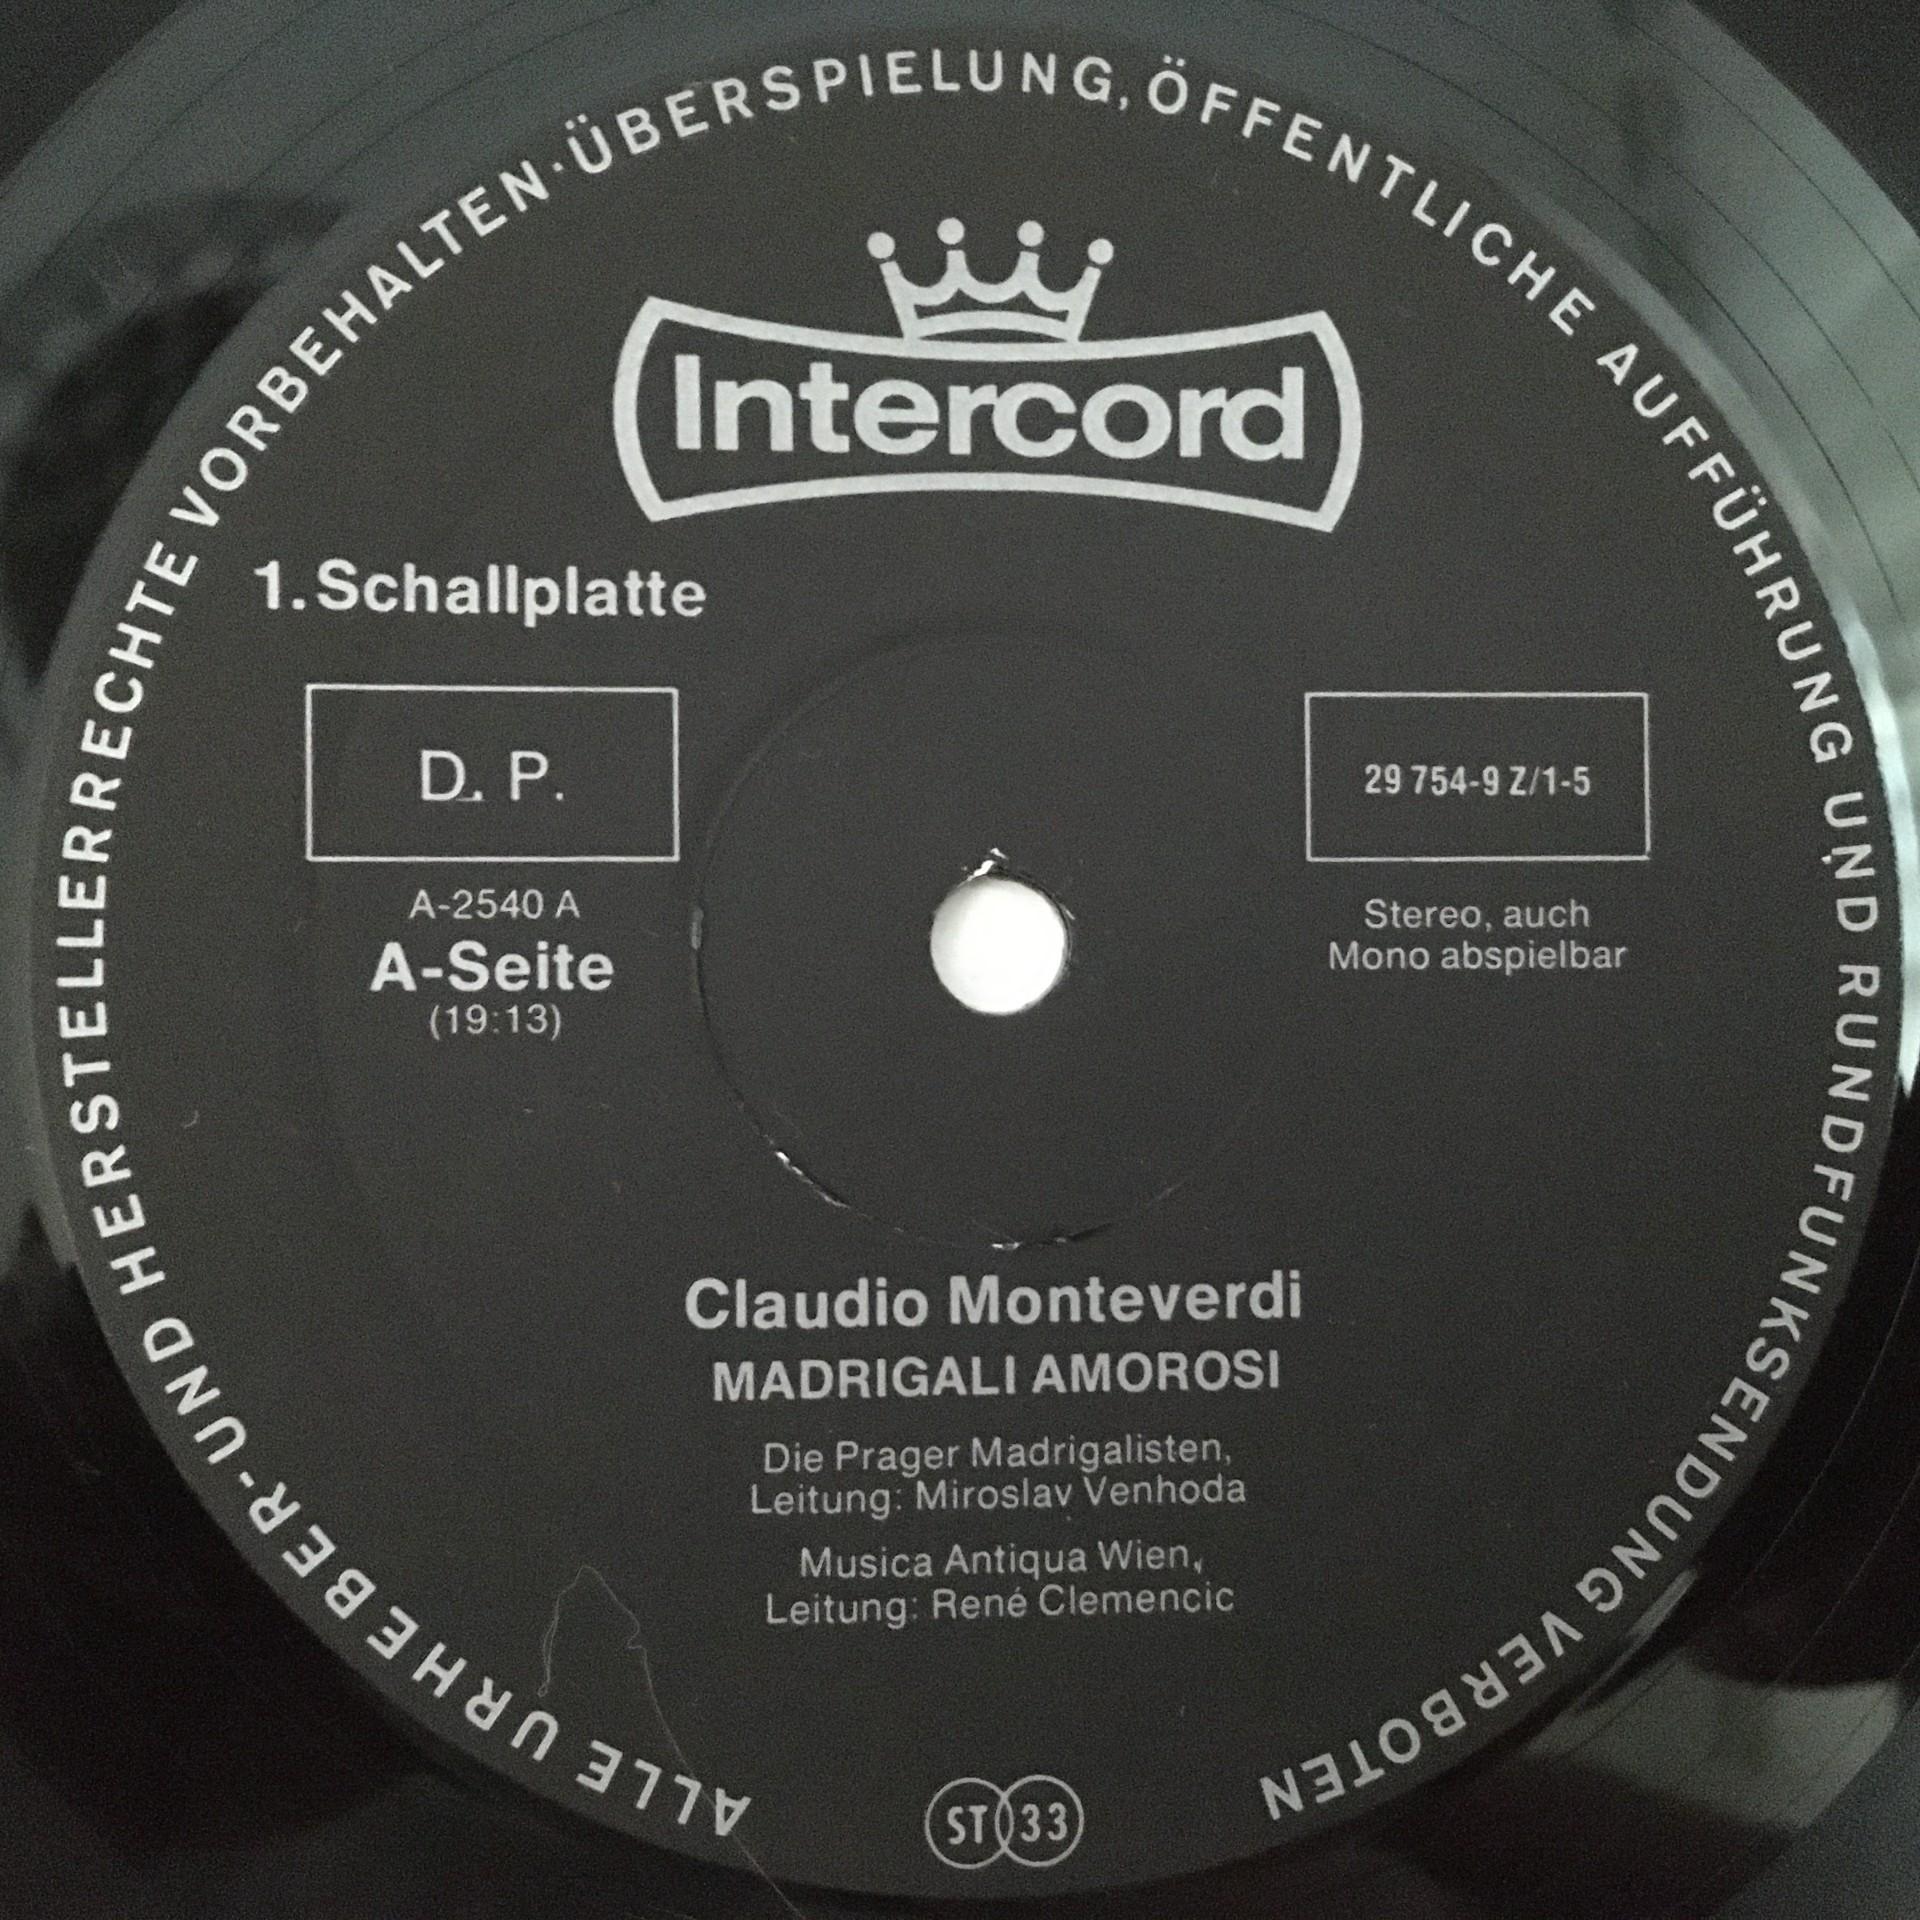 ALLE URHEBER-UND HERSTELLERRECHTE VORBEHALTEN·ÜBERSPIELUNG, ÖFFENTLICHE AUFFÜHRUNG UND RUNDFUNKSENDUNG VERBOTEN
Intercord
1. Schallplatte
D. P.
A-2540 A
A-Seite
(19:13)
29 754-9 Z/1-5
Stereo, auch
Mono abspielbar
Claudio Monteverdi
MADRIGALI AMOROSI
Die Prager Madrigalisten,
Leitung: Miroslav Venhoda
Musica Antiqua Wien,
Leitung: René Clemencic
ST 33